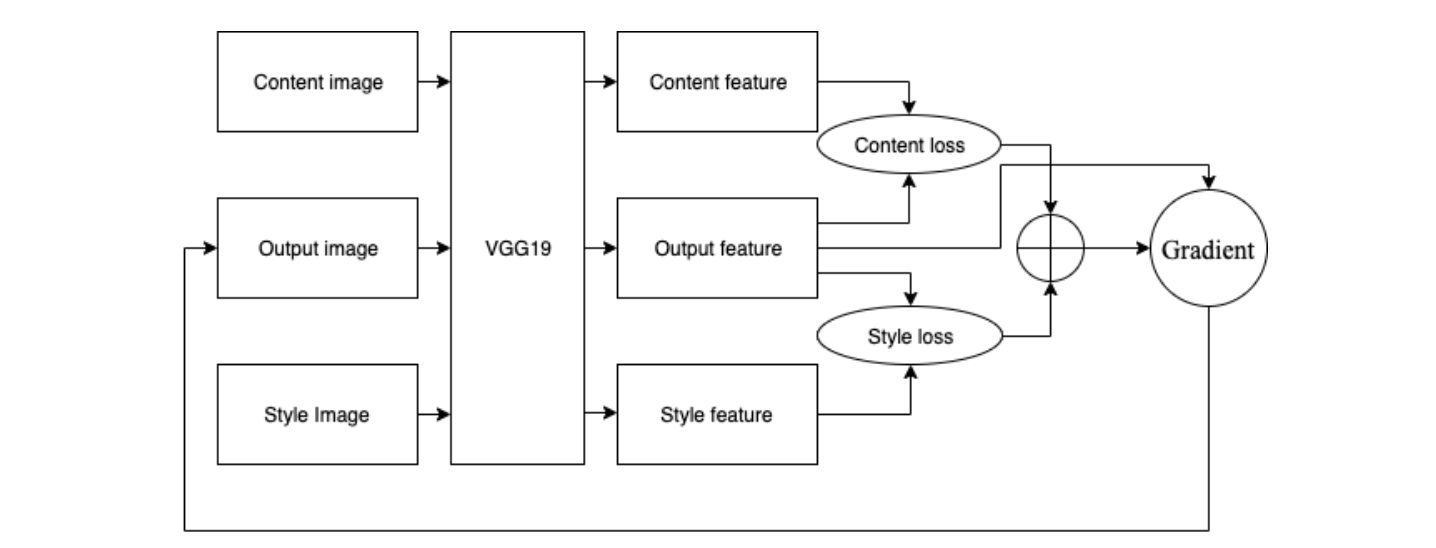 Content image
Content feature
Content loss
Output image
VGG19
Output feature
Gradient
Style loss
Style Image
Style feature